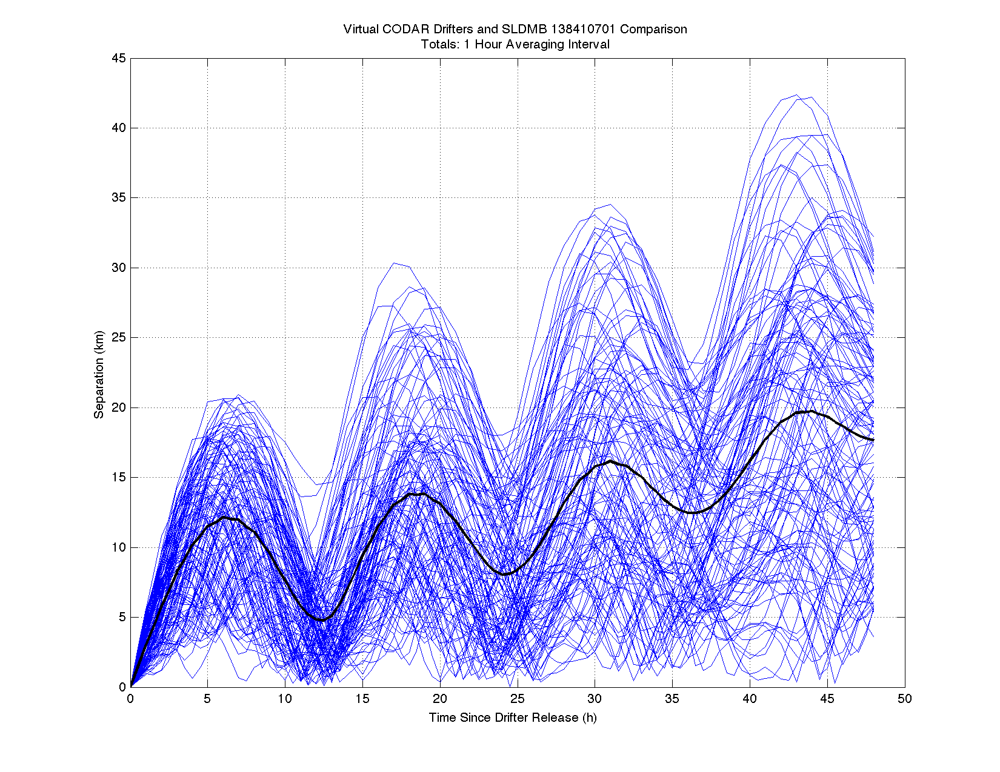 Virtual CODAR Drifters and SLDMB 138410701 Comparison
Totals: 1 Hour Averaging Interval
45
40
35
30
25
20
15
10
5
0
Separation (km)
0 5 10 15 20 25 30 35 40 45 50
Time Since Drifter Release (h)